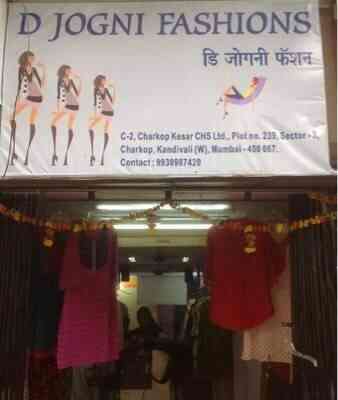 D JOGNI FASHIONS
डि जोगनी फॅशन
C-2, Charkop Kesar CHS Ltd., Plot no. 239, Sector - 3,
Charkop, Kandivali (W), Mumbai - 400 067.
Contact : 9930987420